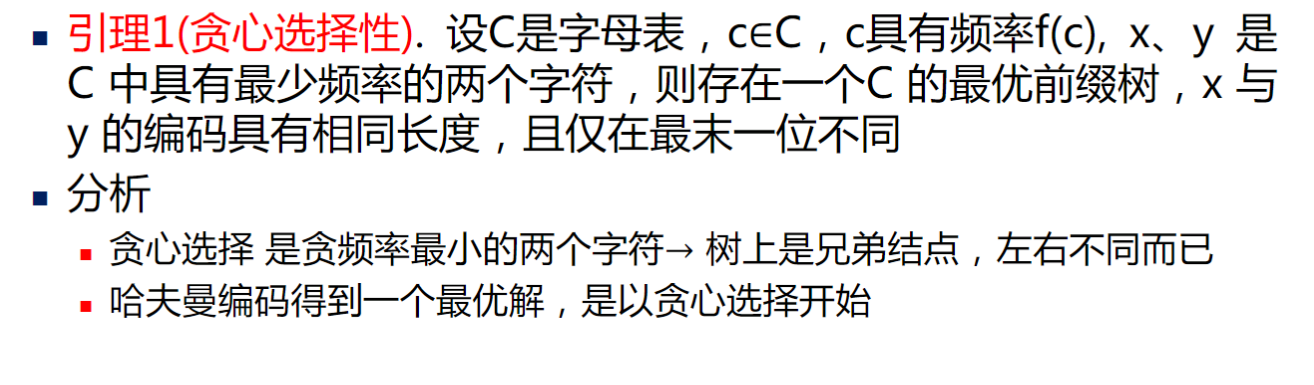 ▪ 引理1(贪心选择性). 设C是字母表，c∈C，c具有频率f(c), x、y 是
C 中具有最少频率的两个字符，则存在一个C 的最优前缀树，x 与
y 的编码具有相同长度，且仅在最末一位不同
▪ 分析
▪ 贪心选择 是贪频率最小的两个字符→ 树上是兄弟结点，左右不同而已
▪ 哈夫曼编码得到一个最优解，是以贪心选择开始